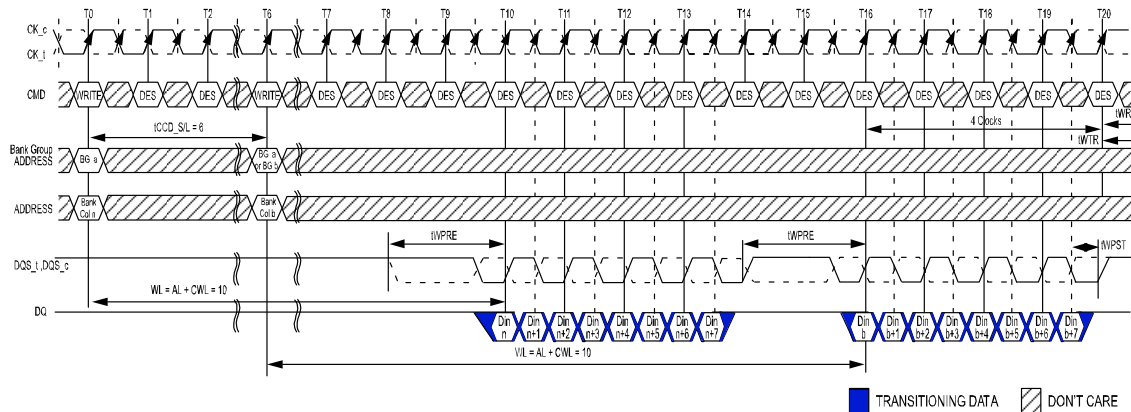 T0 T1 T2 T6 T7 T8 T9 T10 T11 T12 T13 T14 T15 T16 T17 T18 T19 T20
CK_c
CK_t
CMD WRITE DES DES WRITE DES DES DES DES DES DES DES DES DES DES DES DES DES DES
tCCD_S/L = 6
4 Clocks
tWR
tWTR
Bank Group
ADDRESS
BG a
BG a
or BG b
ADDRESS
Bank
Col n
Bank
Col b
tWPRE
tWPRE
tWPST
DQS_t ,DQS_c
WL = AL + CWL = 10
DQ
Din
n
Din
n+1
Din
n+2
Din
n+3
Din
n+4
Din
n+5
Din
n+6
Din
n+7
Din
b
Din
b+1
Din
b+2
Din
b+3
Din
b+4
Din
b+5
Din
b+6
Din
b+7
WL = AL + CWL = 10
TRANSITIONING DATA
DON'T CARE